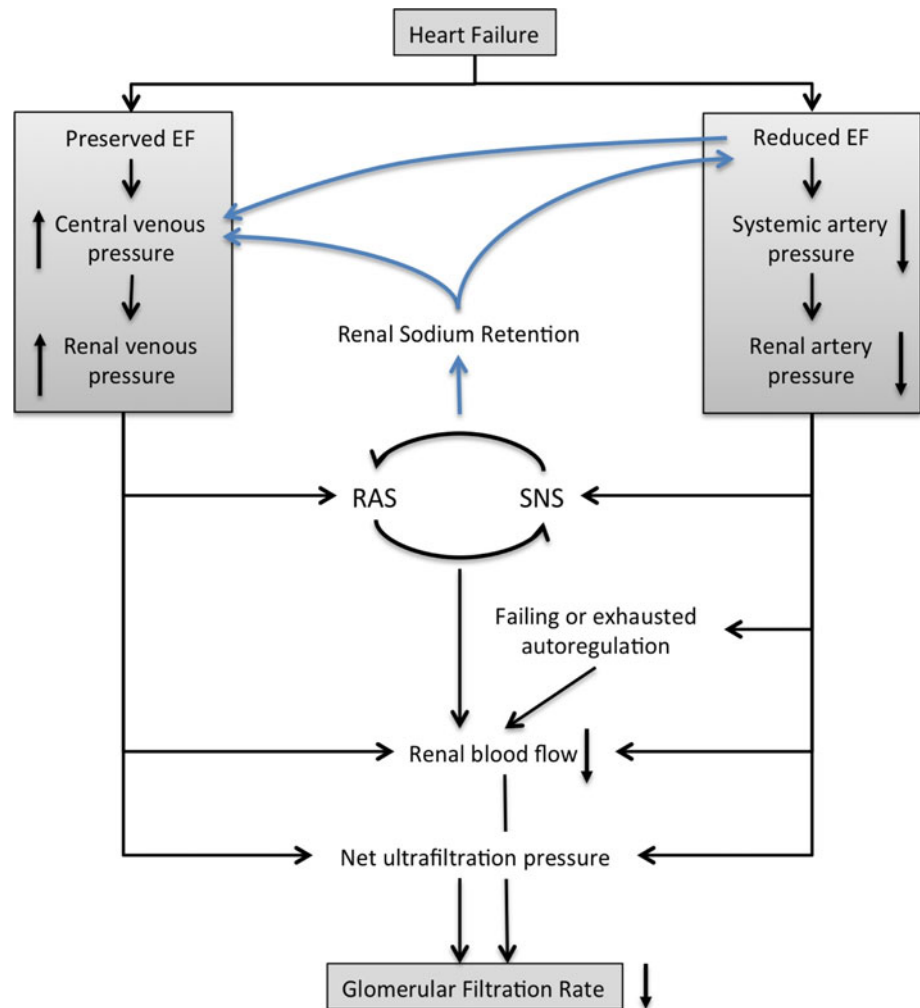 Heart Failure
Preserved EF
Central venous
pressure
Renal venous
pressure
Reduced EF
Systemic artery
pressure
Renal artery
pressure
Renal Sodium Retention
RAS
SNS
Failing or exhausted
autoregulation
Renal blood flow
Net ultrafiltration pressure
Glomerular Filtration Rate